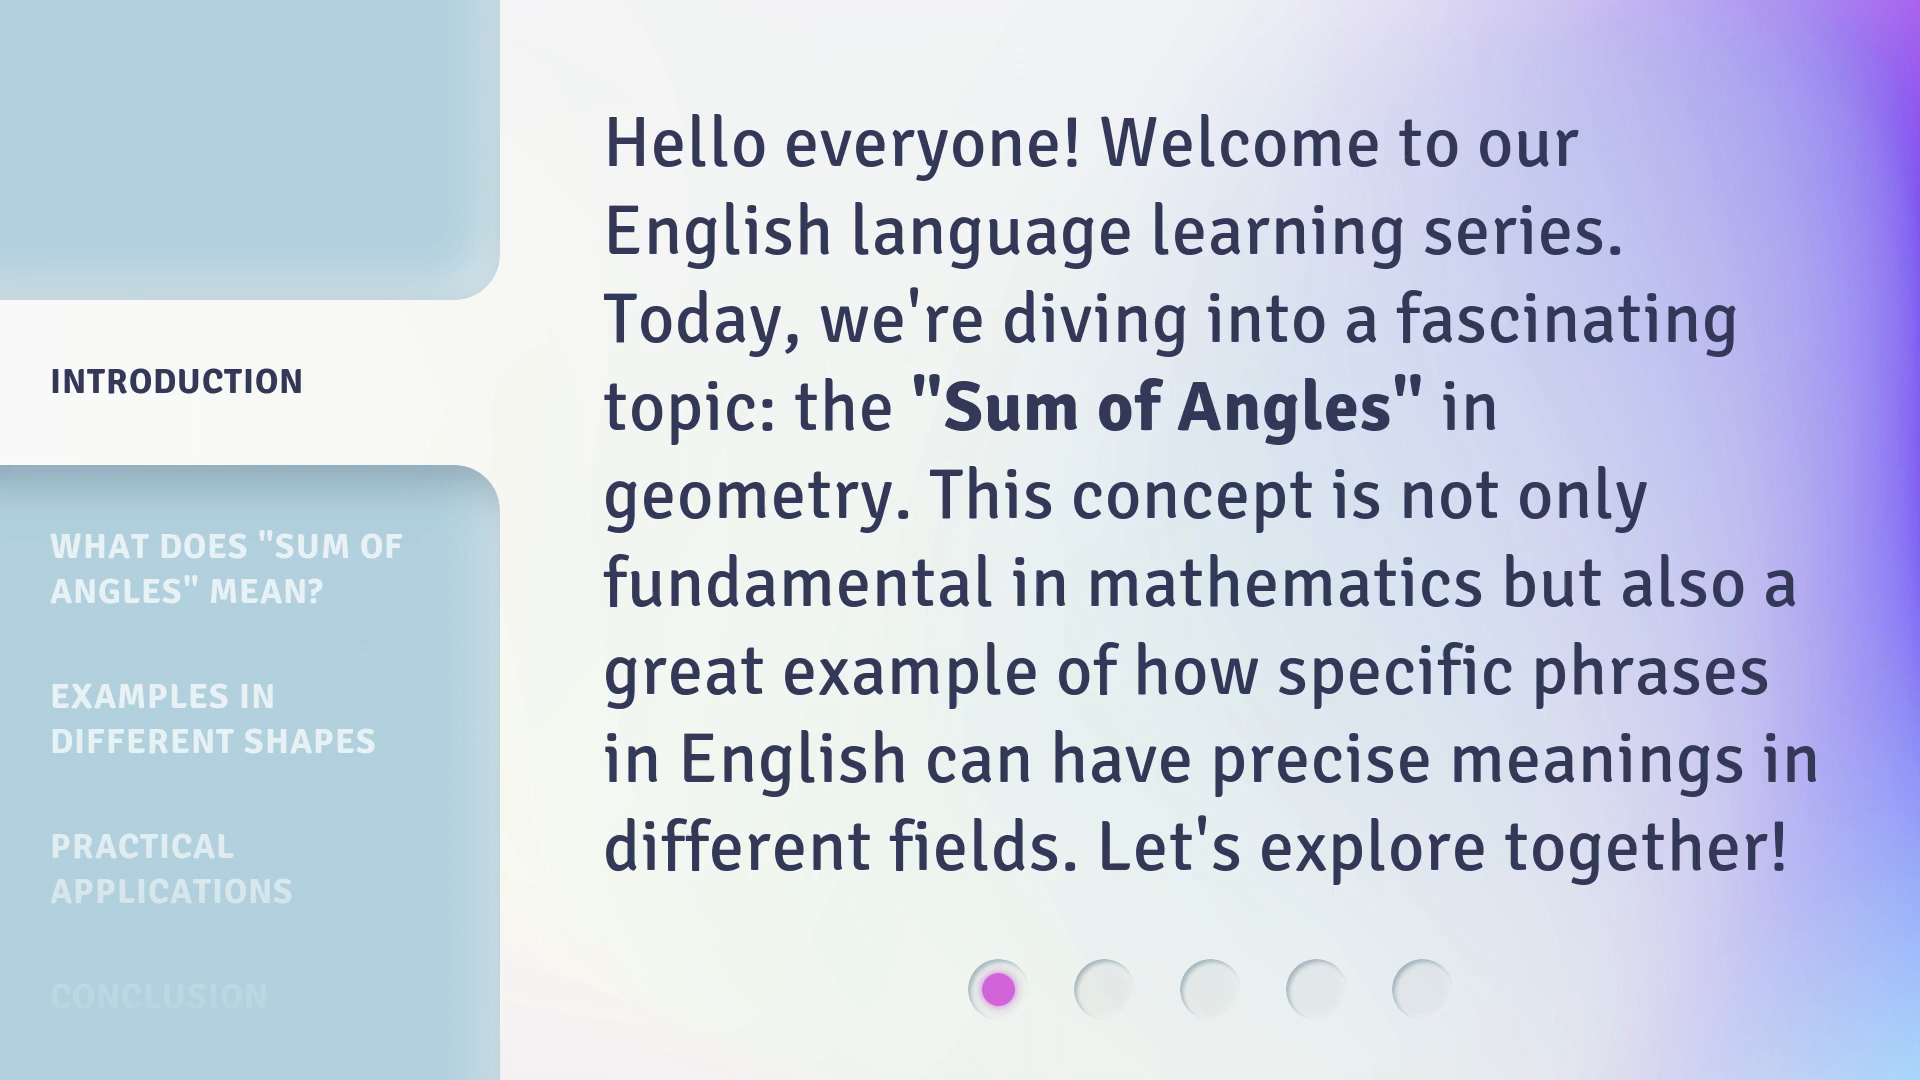 INTRODUCTION
WHAT DOES "SUM OF
ANGLES" MEAN?
EXAMPLES IN
DIFFERENT SHAPES
PRACTICAL
APPLICATIONS
CONCLUSION
Hello everyone! Welcome to our
English language learning series.
Today, we're diving into a fascinating
topic: the "Sum of Angles" in
geometry. This concept is not only
fundamental in mathematics but also a
great example of how specific phrases
in English can have precise meanings in
different fields. Let's explore together!